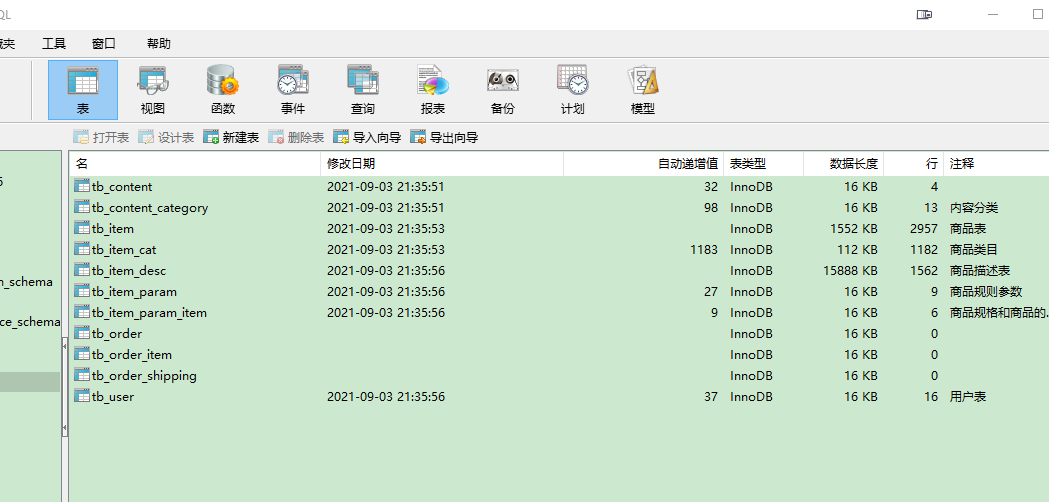 QL
夹 工具 窗口 帮助
表 视图 函数 事件 查询 报表 备份 计划 模型
打开表 设计表 新建表 删除表 导入向导 导出向导
名 修改日期 自动递增值 表类型 数据长度 行 注释
tb_content 2021-09-03 21:35:51 32 InnoDB 16 KB 4
tb_content_category 2021-09-03 21:35:51 98 InnoDB 16 KB 13 内容分类
tb_item 2021-09-03 21:35:53 InnoDB 1552 KB 2957 商品表
tb_item_cat 2021-09-03 21:35:53 1183 InnoDB 112 KB 1182 商品类目
tb_item_desc 2021-09-03 21:35:56 InnoDB 15888 KB 1562 商品描述表
n_schema
tb_item_param 2021-09-03 21:35:56 27 InnoDB 16 KB 9 商品规则参数
tb_item_param_item 2021-09-03 21:35:56 9 InnoDB 16 KB 6 商品规格和商品的.
ce_schema
tb_order InnoDB 16 KB 0
tb_order_item InnoDB 16 KB 0
tb_order_shipping InnoDB 16 KB 0
tb_user 2021-09-03 21:35:56 37 InnoDB 16 KB 16 用户表